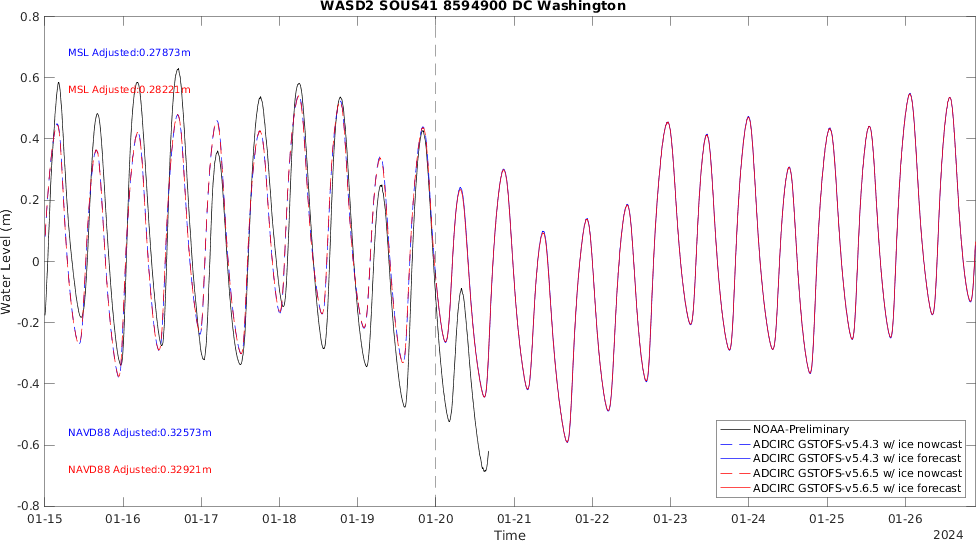 WASD2 SOUS41 8594900 DC Washington
0.8
MSL Adjusted:0.27873m
0.6
MSL Adjusted:0.28221m
0.4
0.2
Water Level (m)
0
-0.2
-0.4
NAVD88 Adjusted:0.32573m
NOAA-Preliminary
-0.6
ADCIRC GSTOFS-v5.4.3 w/ ice nowcast
ADCIRC GSTOFS-v5.4.3 w/ ice forecast
NAVD88 Adjusted:0.32921m
ADCIRC GSTOFS-v5.6.5 w/ ice nowcast
ADCIRC GSTOFS-v5.6.5 w/ ice forecast
-0.8
01-15 01-16 01-17 01-18 01-19 01-20 01-21 01-22 01-23 01-24 01-25 01-26
Time
2024